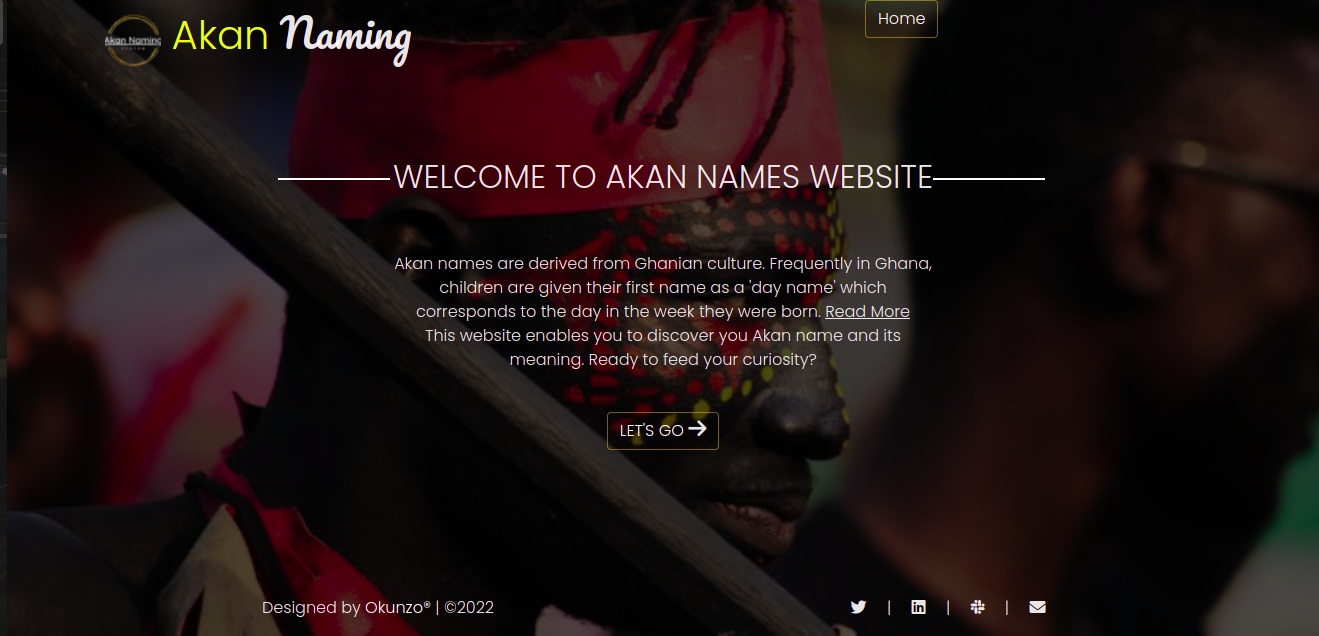 Akan Naming
Akan Naming
Home
WELCOME TO AKAN NAMES WEBSITE
Akan names are derived from Ghanian culture. Frequently in Ghana,
children are given their first name as a 'day name' which
corresponds to the day in the week they were born. Read More
This website enables you to discover you Akan name and its
meaning. Ready to feed your curiosity?
LET'S GO
Designed by Okunzo® | ©2022